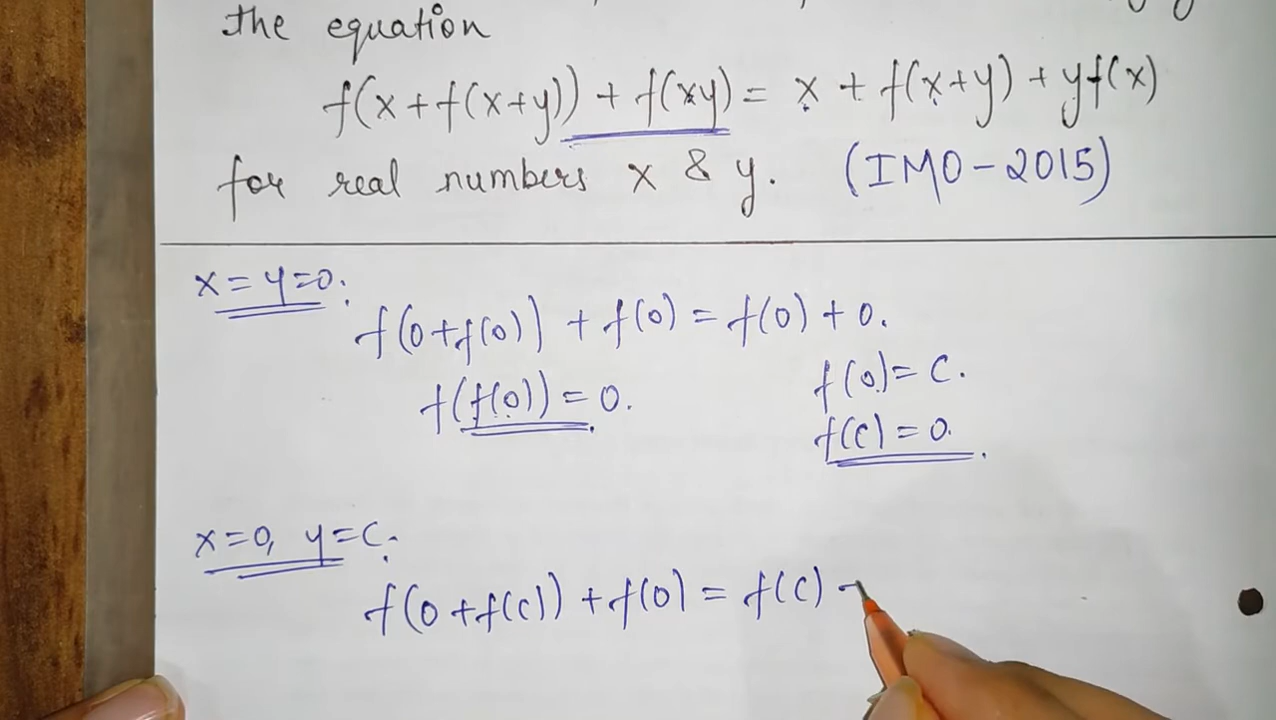 the equation
f(x+f(x+y)) + f(xy) = x + f(x+y) + yf(x)
for real numbers x & y. (IMO-2015)
x=y=0:
f(0+f(0)) + f(0) = f(0) + 0.
f(f(0)) = 0.
f(0) = c.
f(c) = 0.
x=0, y=c:
f(0+f(c)) + f(0) = f(c) -